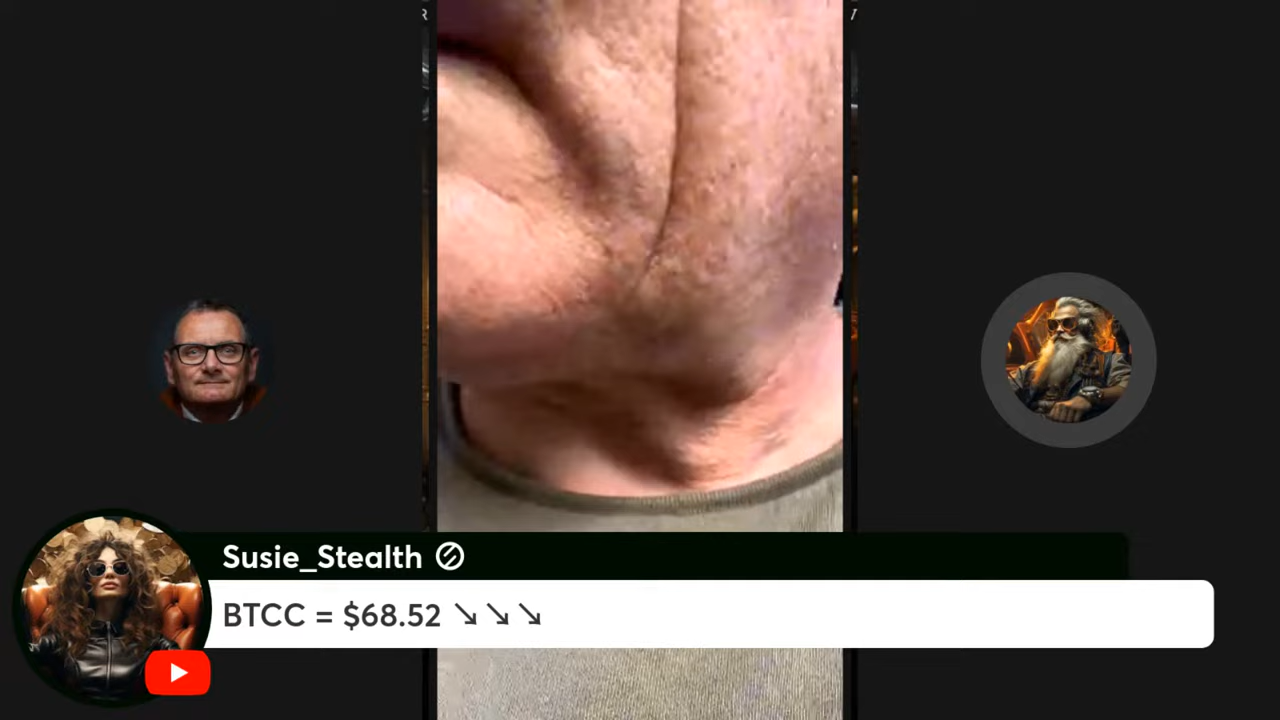 R
V
Susie_Stealth
BTCC = $68.52 ↘↘↘